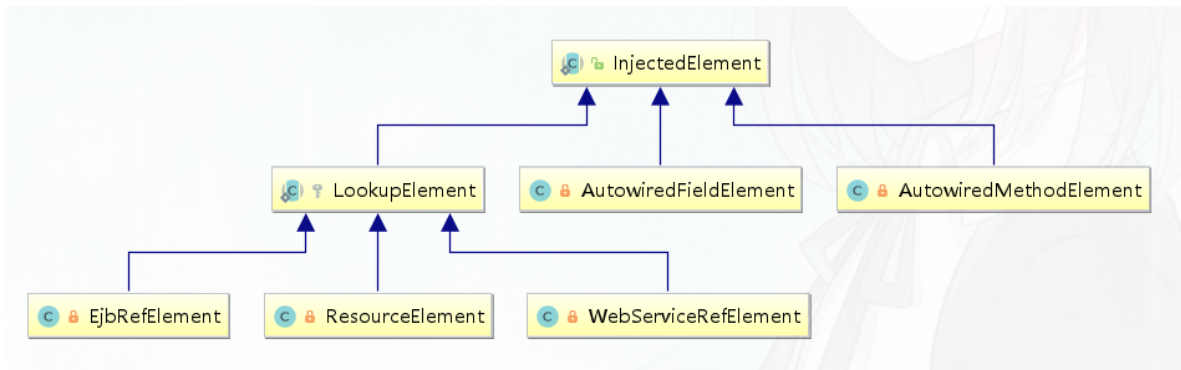 InjectedElement
LookupElement
AutowiredFieldElement
AutowiredMethodElement
EjbRefElement
ResourceElement
WebServiceRefElement